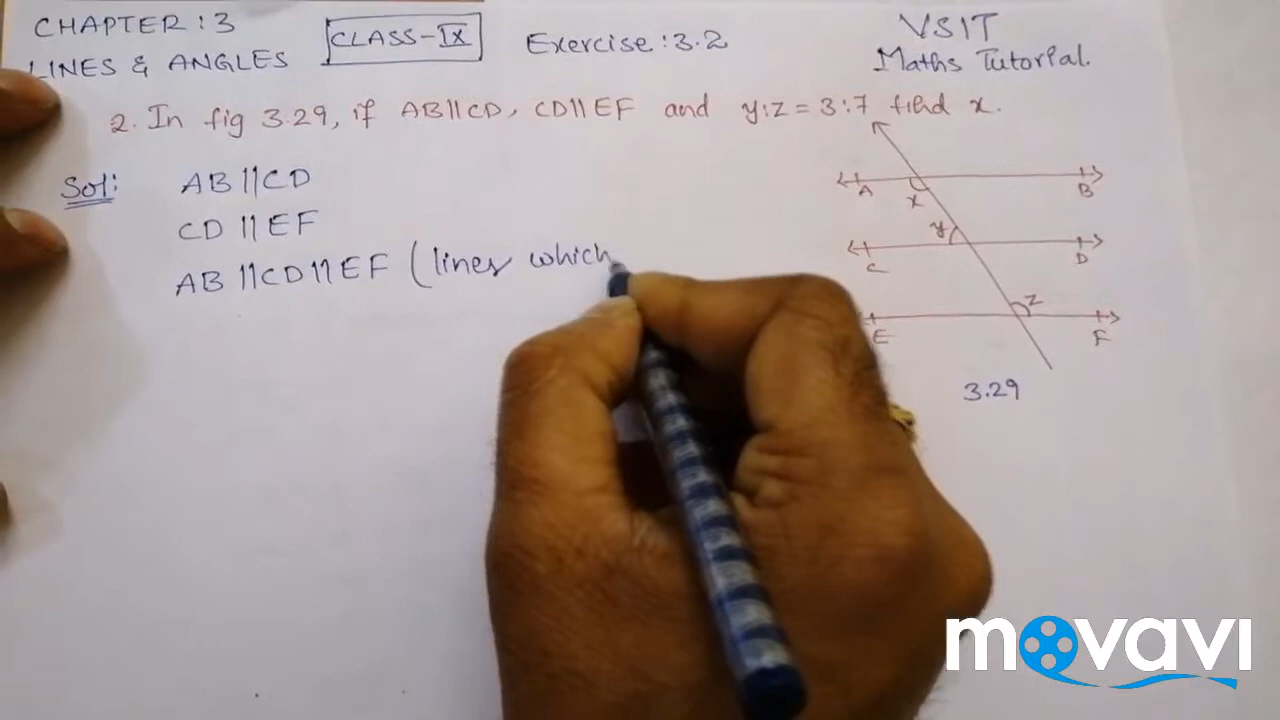 CHAPTER : 3
LINES & ANGLES
CLASS-IX
Exercise : 3.2
VSIT
Maths Tutorial.
2. In fig 3.29, if AB||CD, CD||EF and y:z = 3:7 find x.
Sol:
AB||CD
CD||EF
AB||CD||EF (lines which
A
B
x
y
C
D
z
E
F
3.29
movavi